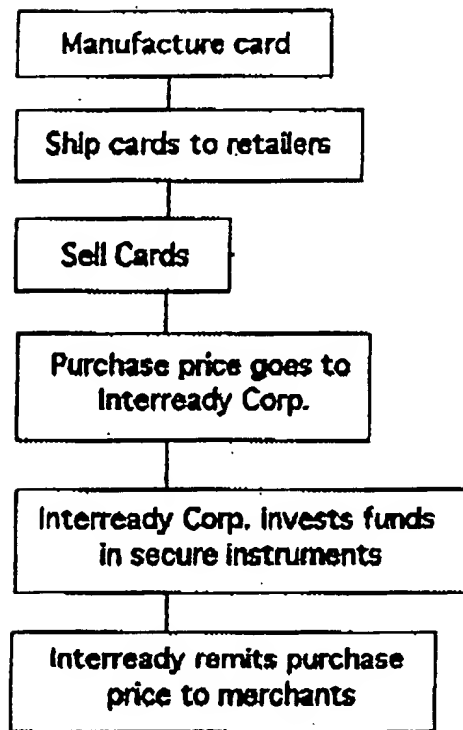 Manufacture card
Ship cards to retailers
Sell Cards
Purchase price goes to
Interready Corp.
Interready Corp. invests funds
in secure instruments
Interready remits purchase
price to merchants